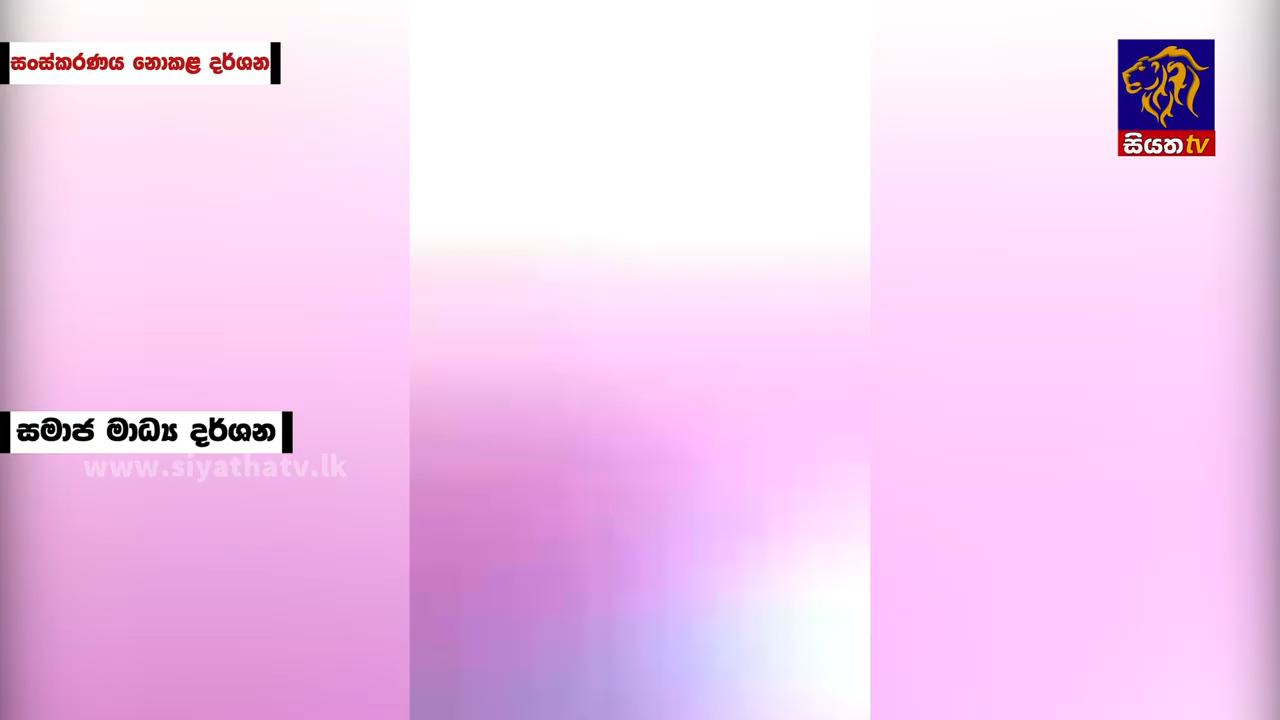 සංස්කරණය නොකළ දර්ශන
සියත tv
සමාජ මාධ්‍ය දර්ශන
www.siyathatv.lk